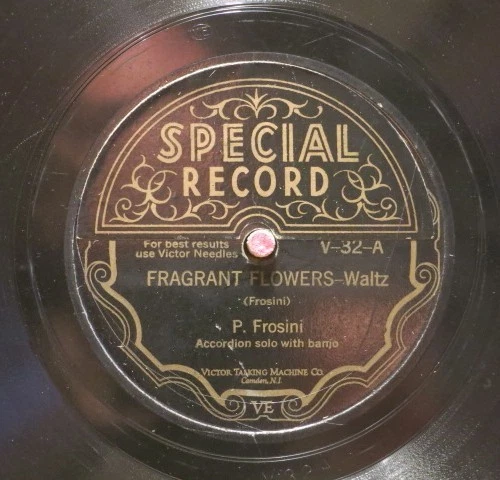 SPECIAL
RECORD
For best results
use Victor Needles
V-32-A
FRAGRANT FLOWERS-Waltz
(Frosini)
P. Frosini
Accordion solo with banjo
VICTOR TALKING MACHINE CO.
Camden, N.J.
VE